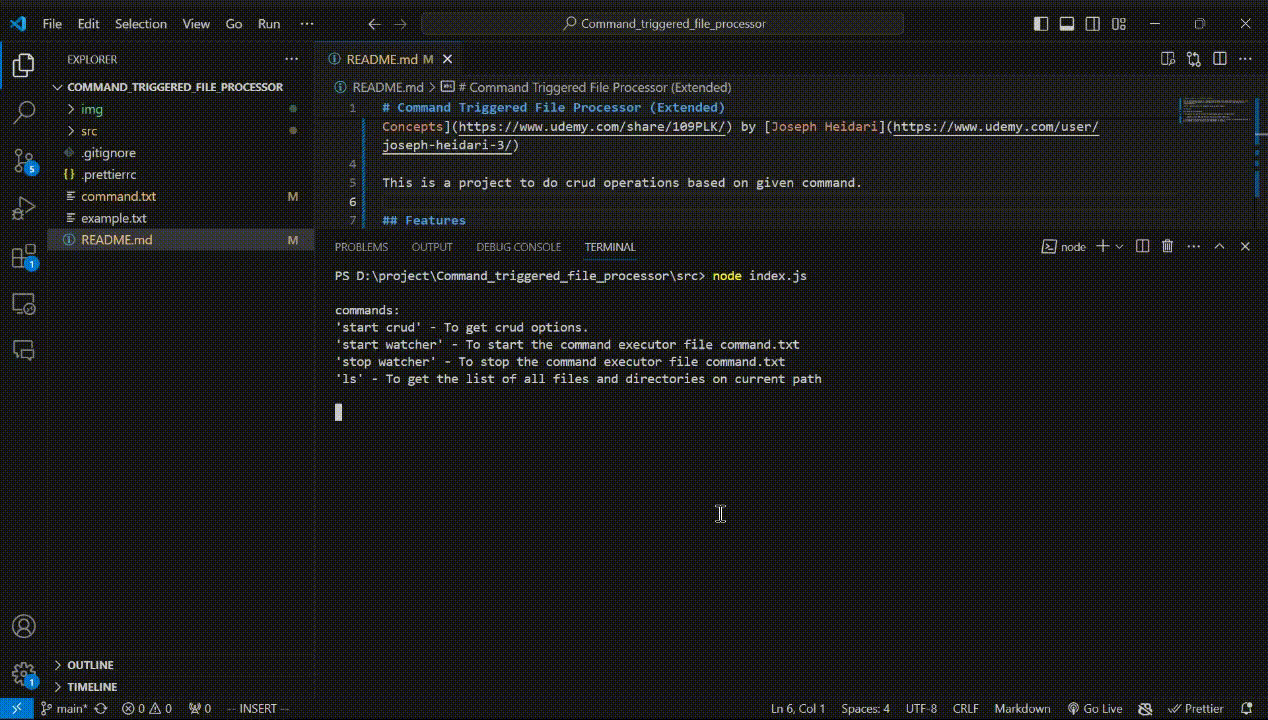 File Edit Selection View Go Run ···
Command_triggered_file_processor
EXPLORER
COMMAND_TRIGGERED_FILE_PROCESSOR
img
src
.gitignore
{} .prettierrc
command.txt M
example.txt
README.md M
OUTLINE
TIMELINE
5
1
1
README.md M
README.md > # Command Triggered File Processor (Extended)
1 # Command Triggered File Processor (Extended)
Concepts](https://www.udemy.com/share/109PLK/) by [Joseph Heidari](https://www.udemy.com/user/
joseph-heidari-3/)
4
5 This is a project to do crud operations based on given command.
6
7 ## Features
PROBLEMS OUTPUT DEBUG CONSOLE TERMINAL
node
PS D:\project\Command_triggered_file_processor\src> node index.js
commands:
'start crud' - To get crud options.
'start watcher' - To start the command executor file command.txt
'stop watcher' - To stop the command executor file command.txt
'ls' - To get the list of all files and directories on current path
main* 0 0 0 -- INSERT -- Ln 6, Col 1 Spaces: 4 UTF-8 CRLF Markdown Go Live Prettier